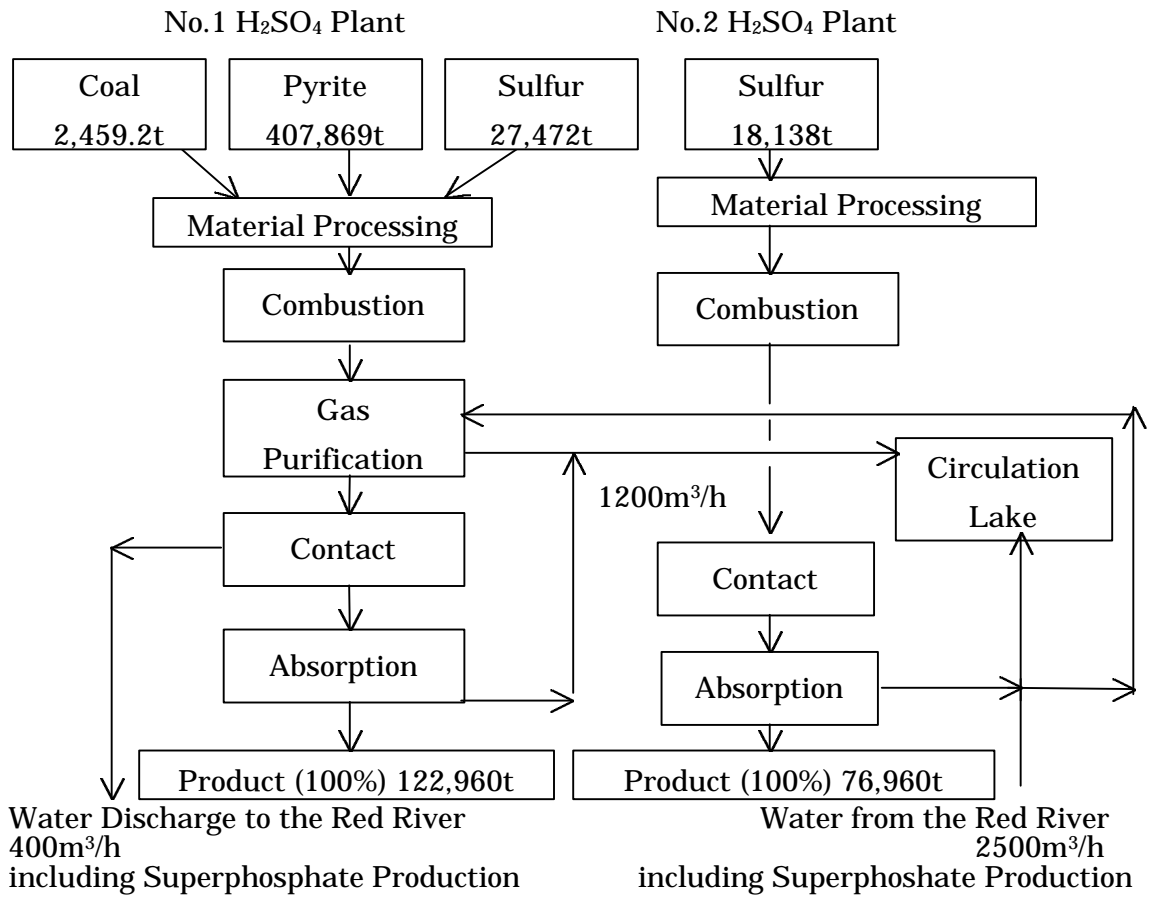 No.1 H₂SO₄ Plant
No.2 H₂SO₄ Plant
Coal
2,459.2t
Pyrite
407,869t
Sulfur
27,472t
Sulfur
18,138t
Material Processing
Material Processing
Combustion
Combustion
Gas
Purification
Circulation
Lake
1200m³/h
Contact
Contact
Absorption
Absorption
Product (100%) 122,960t
Product (100%) 76,960t
Water Discharge to the Red River
400m³/h
including Superphosphate Production
Water from the Red River
2500m³/h
including Superphoshate Production